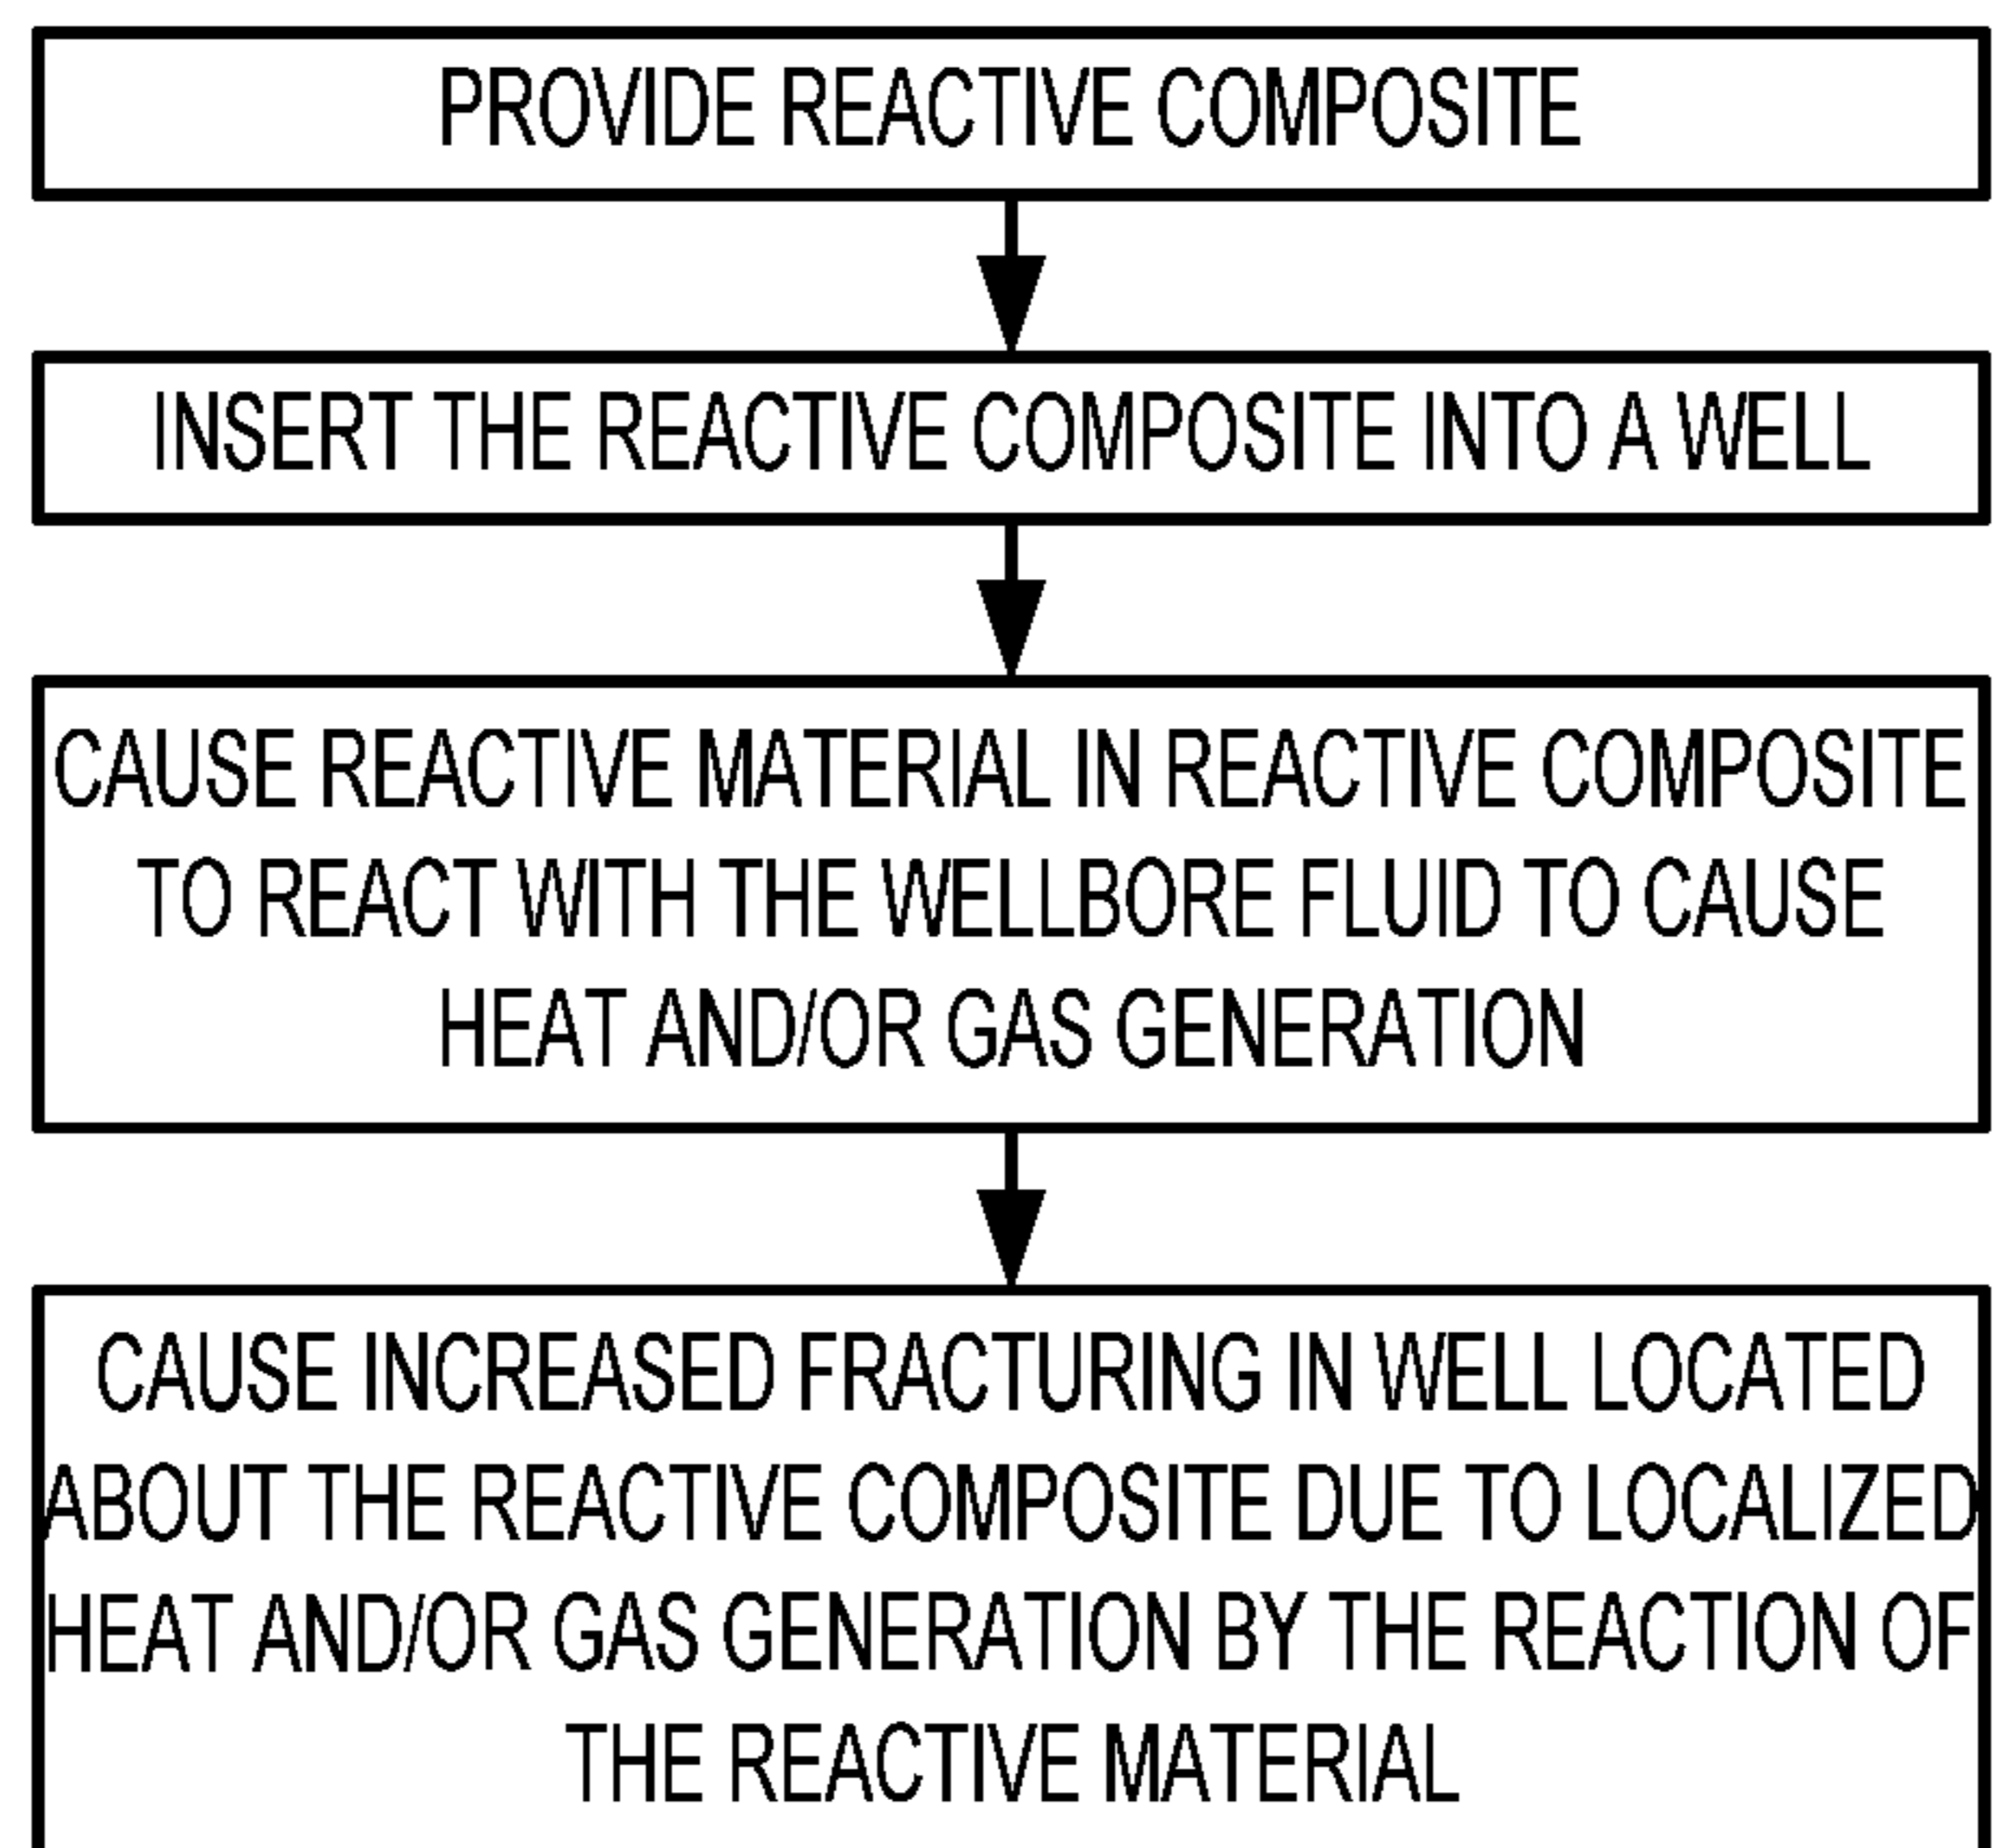 PROVIDE REACTIVE COMPOSITE
INSERT THE REACTIVE COMPOSITE INTO A WELL
CAUSE REACTIVE MATERIAL IN REACTIVE COMPOSITE
TO REACT WITH THE WELLBORE FLUID TO CAUSE
HEAT AND/OR GAS GENERATION
CAUSE INCREASED FRACTURING IN WELL LOCATED
ABOUT THE REACTIVE COMPOSITE DUE TO LOCALIZED
HEAT AND/OR GAS GENERATION BY THE REACTION OF
THE REACTIVE MATERIAL